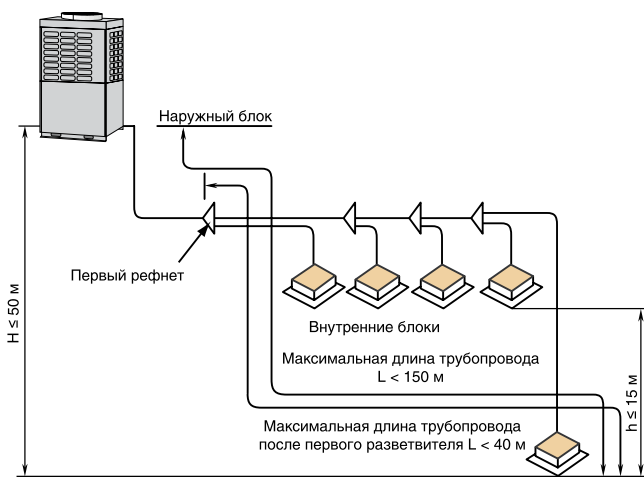 Наружный блок
Первый рефнет
H ≤ 50 м
Внутренние блоки
Максимальная длина трубопровода
L < 150 м
h ≤ 15 м
Максимальная длина трубопровода
после первого разветвителя L < 40 м